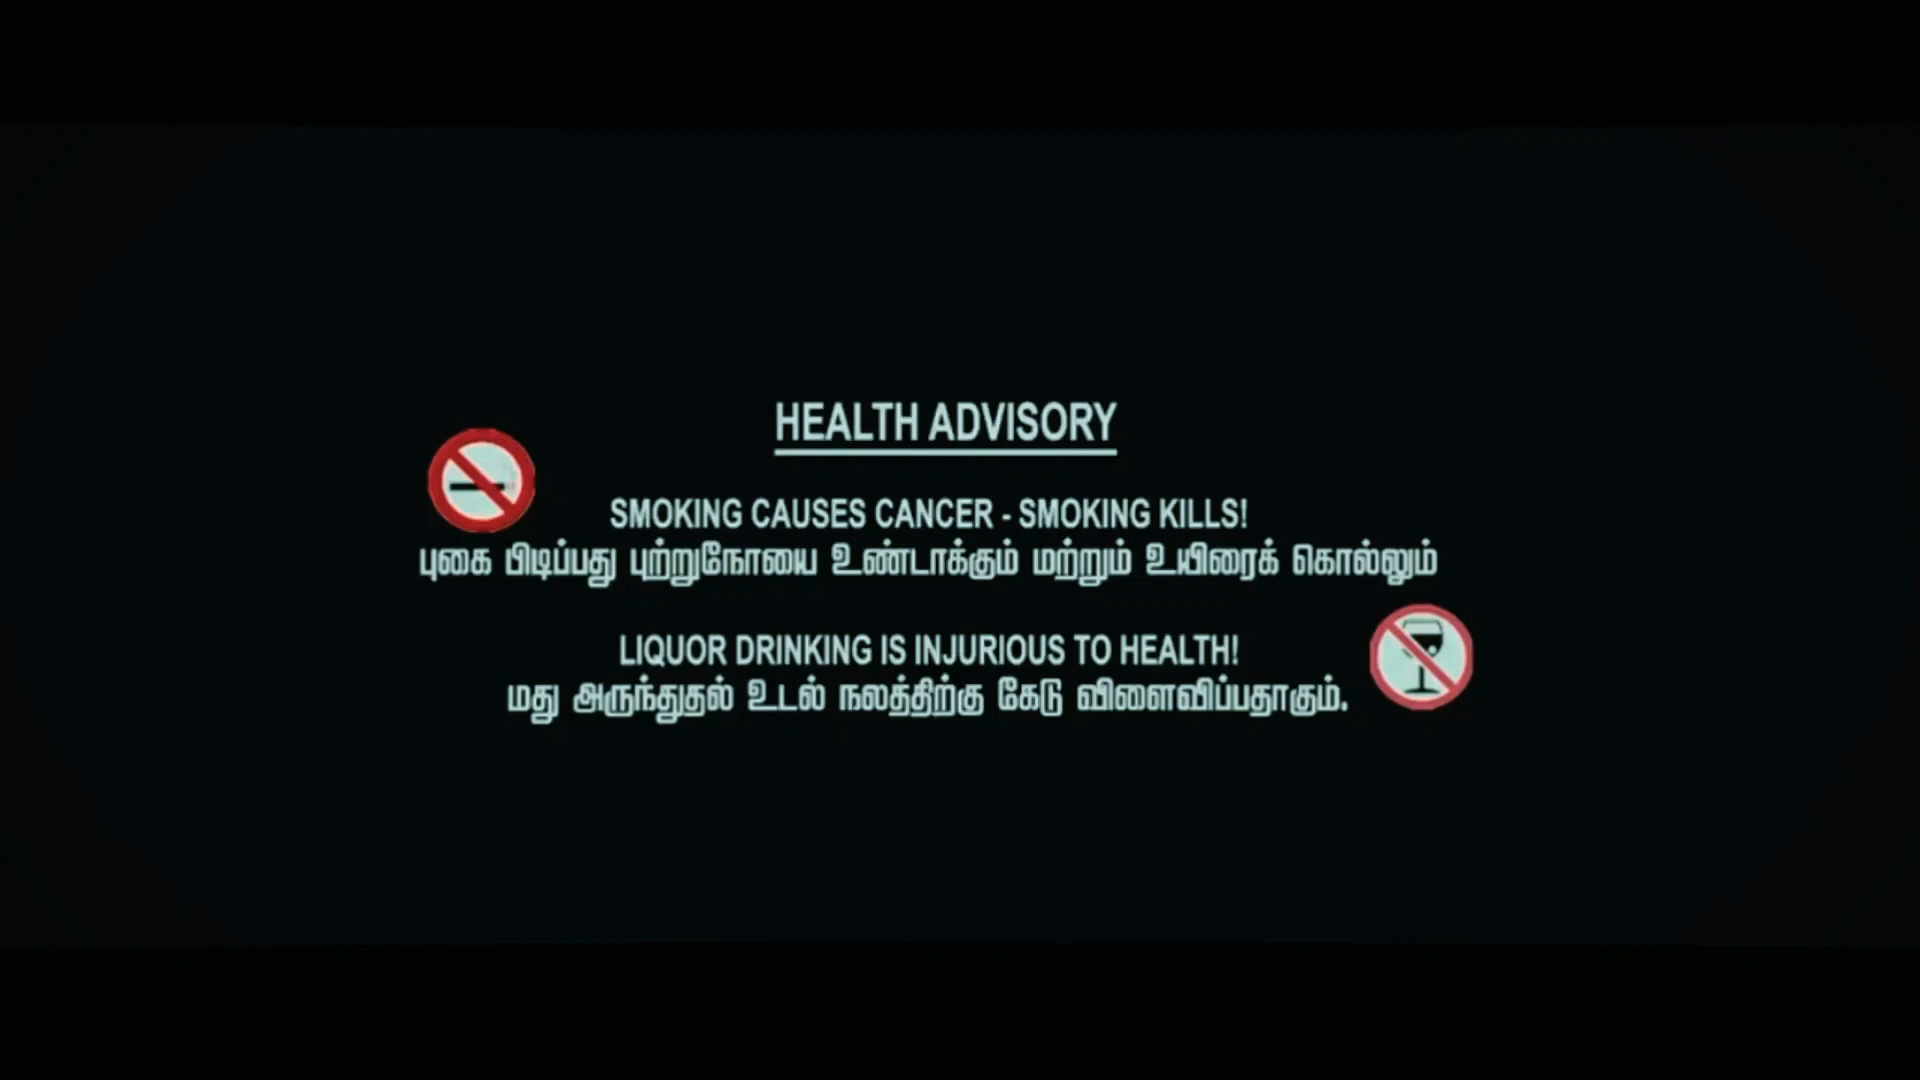 HEALTH ADVISORY
SMOKING CAUSES CANCER - SMOKING KILLS!
புகை பிடிப்பது புற்றுநோயை உண்டாக்கும் மற்றும் உயிரைக் கொல்லும்
LIQUOR DRINKING IS INJURIOUS TO HEALTH!
மது அருந்துதல் உடல் நலத்திற்கு கேடு விளைவிப்பதாகும்.